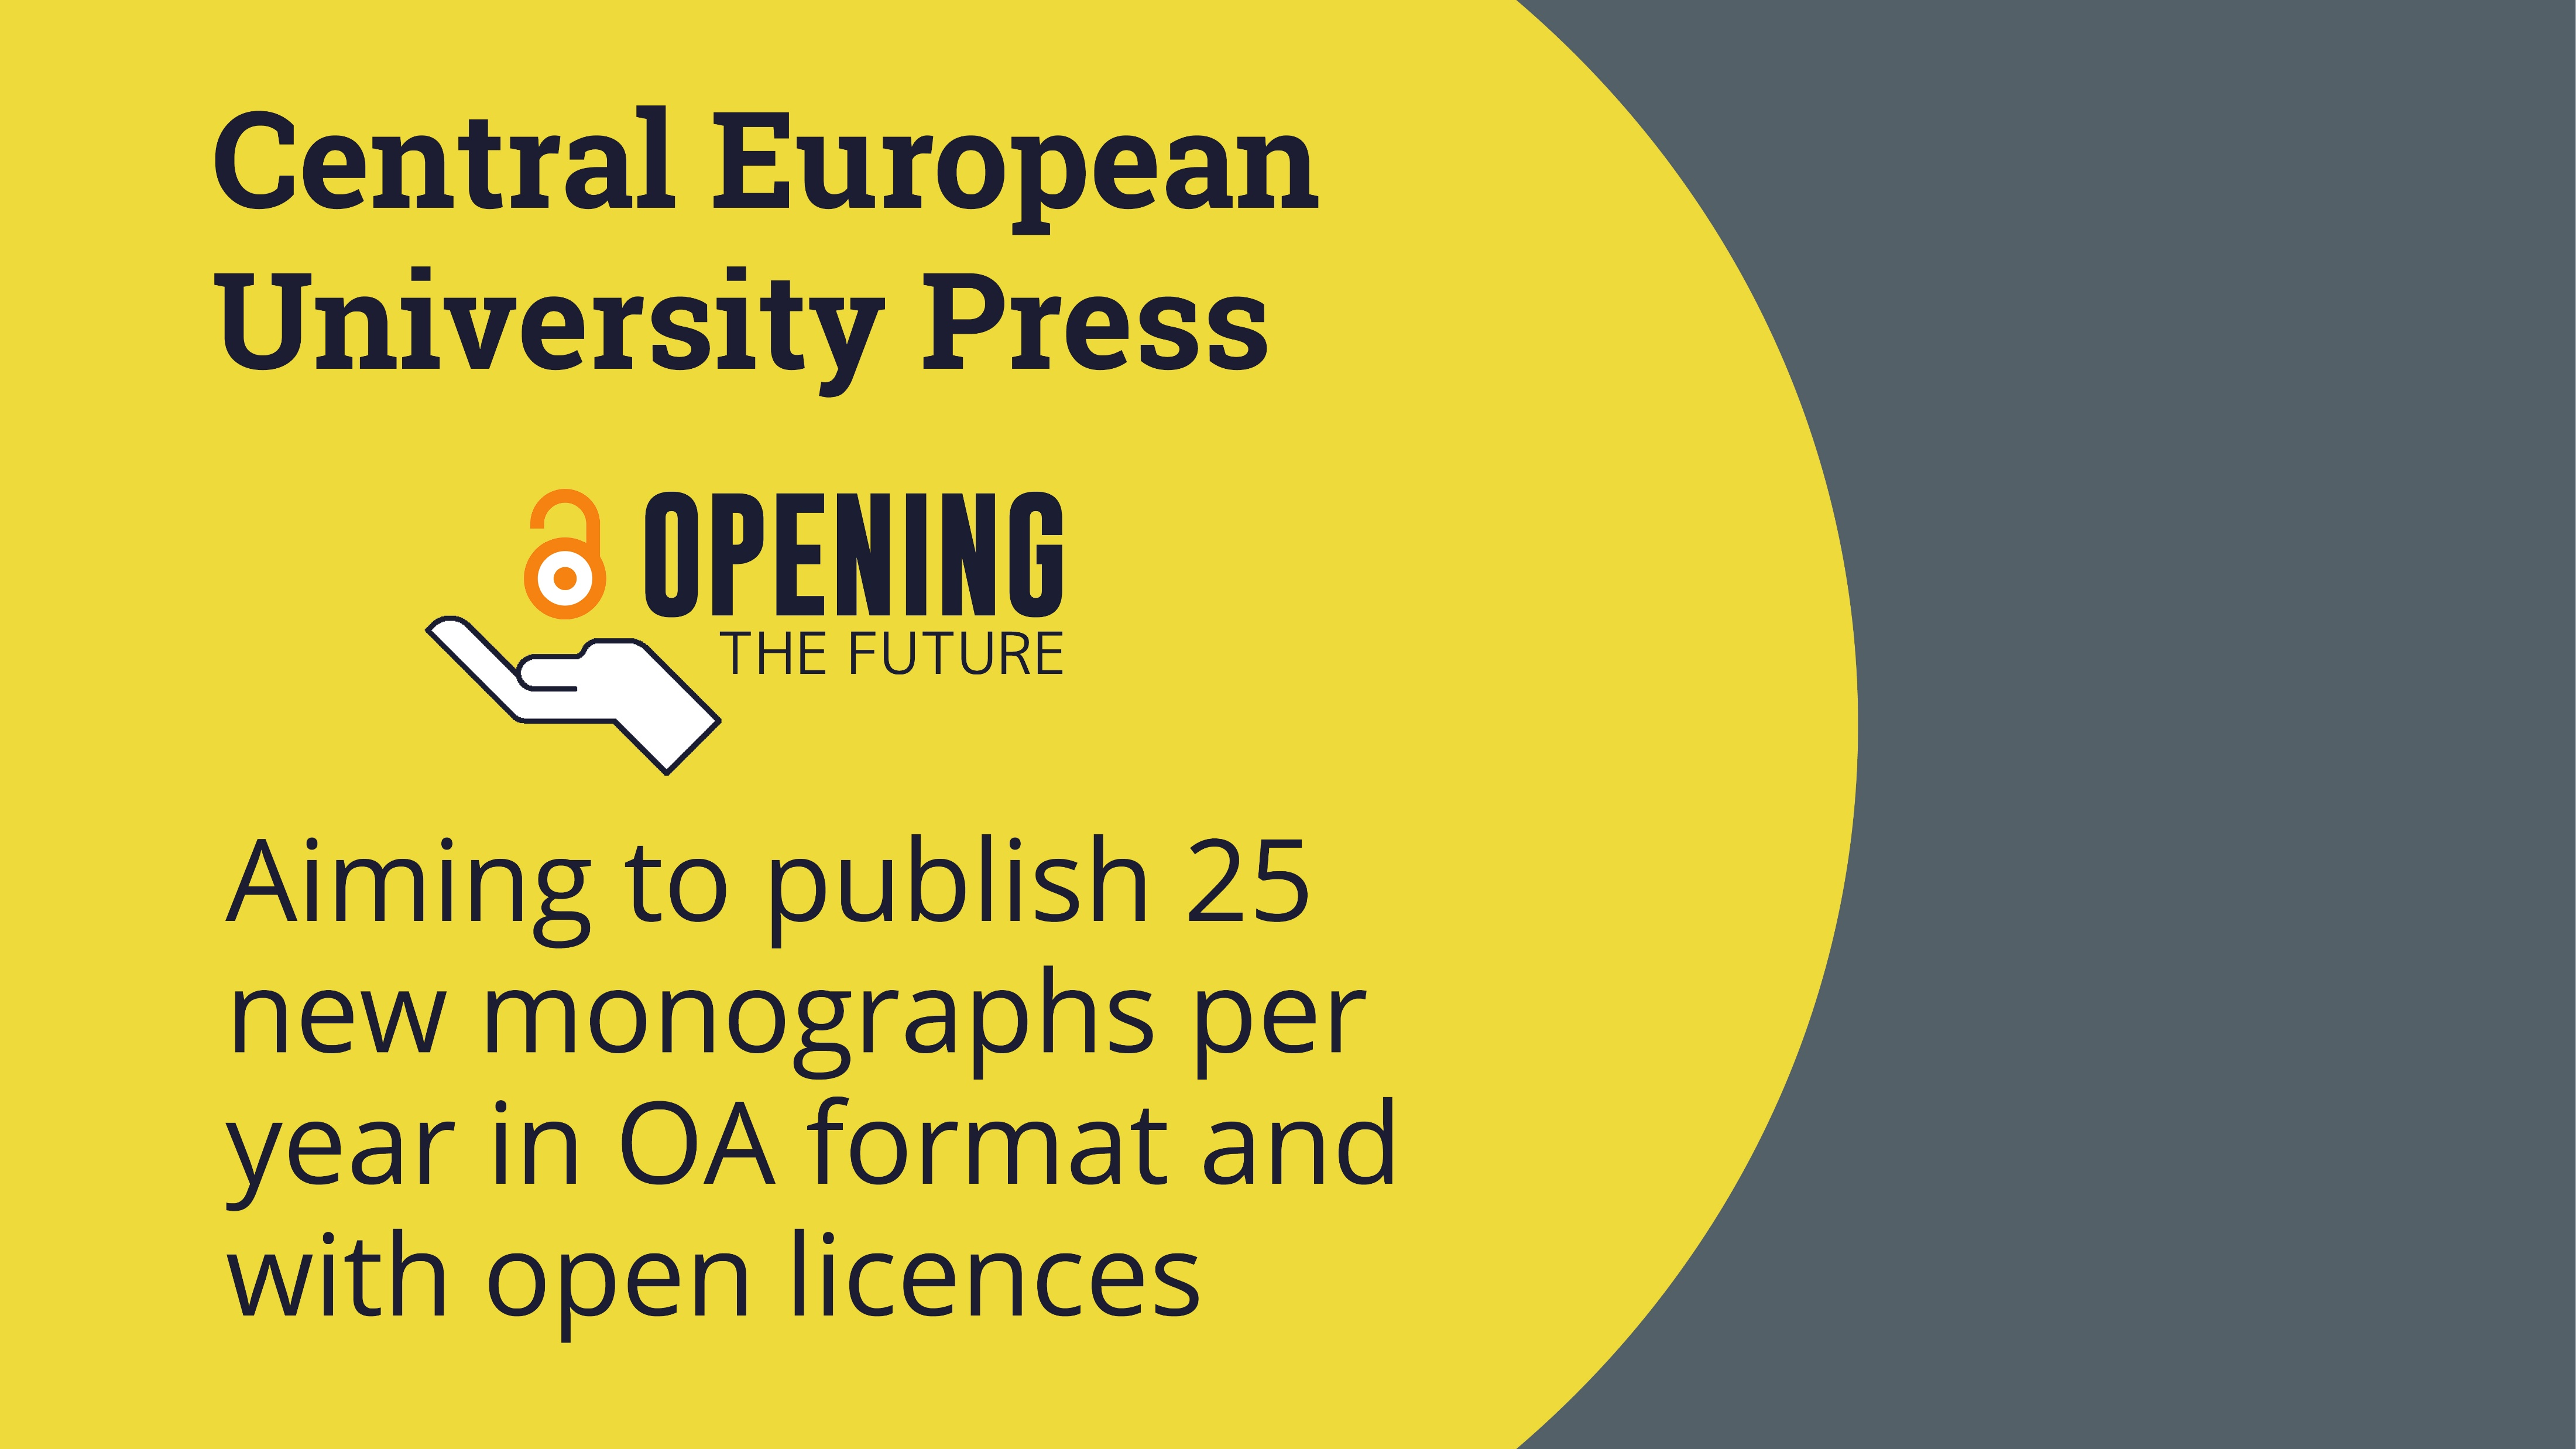 Central European
University Press
OPENING
THE FUTURE
Aiming to publish 25
new monographs per
year in OA format and
with open licences